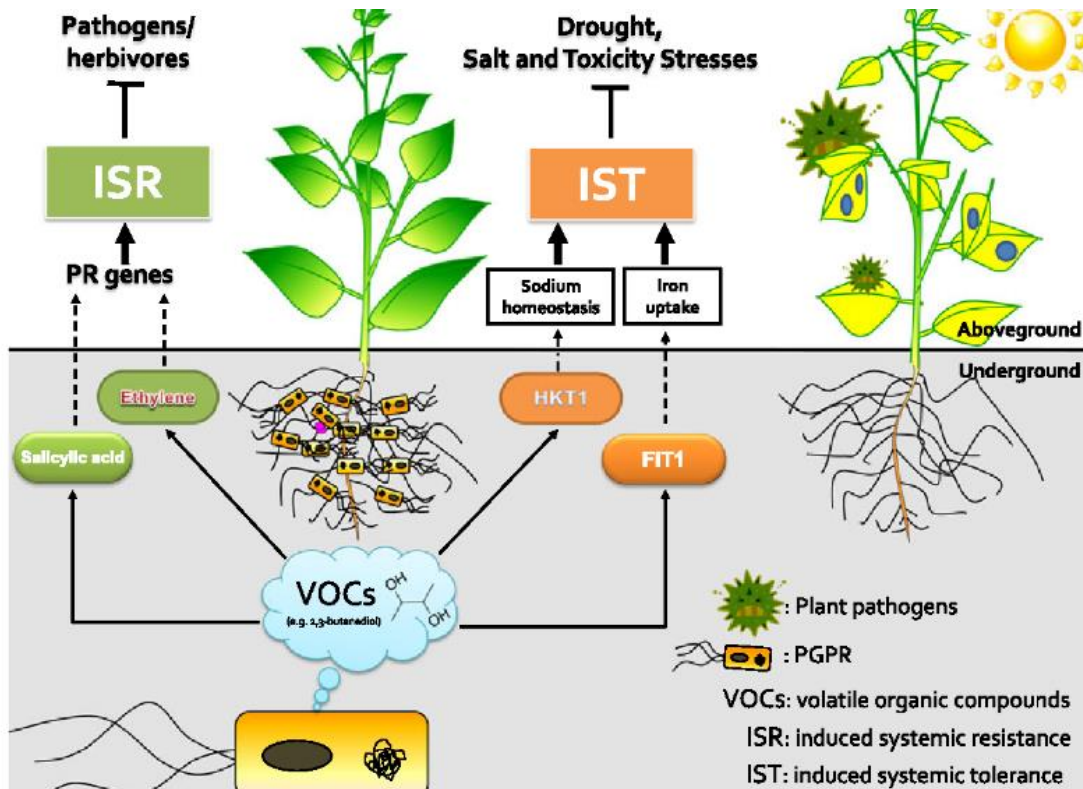 Pathogens/
herbivores
Drought,
Salt and Toxicity Stresses
ISR
IST
PR genes
Sodium
homeostasis
Iron
uptake
Aboveground
Underground
Ethylene
HKT1
Salicylic acid
FIT1
VOCs
(e.g. 2,3-butanediol)
OH
OH
: Plant pathogens
: PGPR
VOCs: volatile organic compounds
ISR: induced systemic resistance
IST: induced systemic tolerance